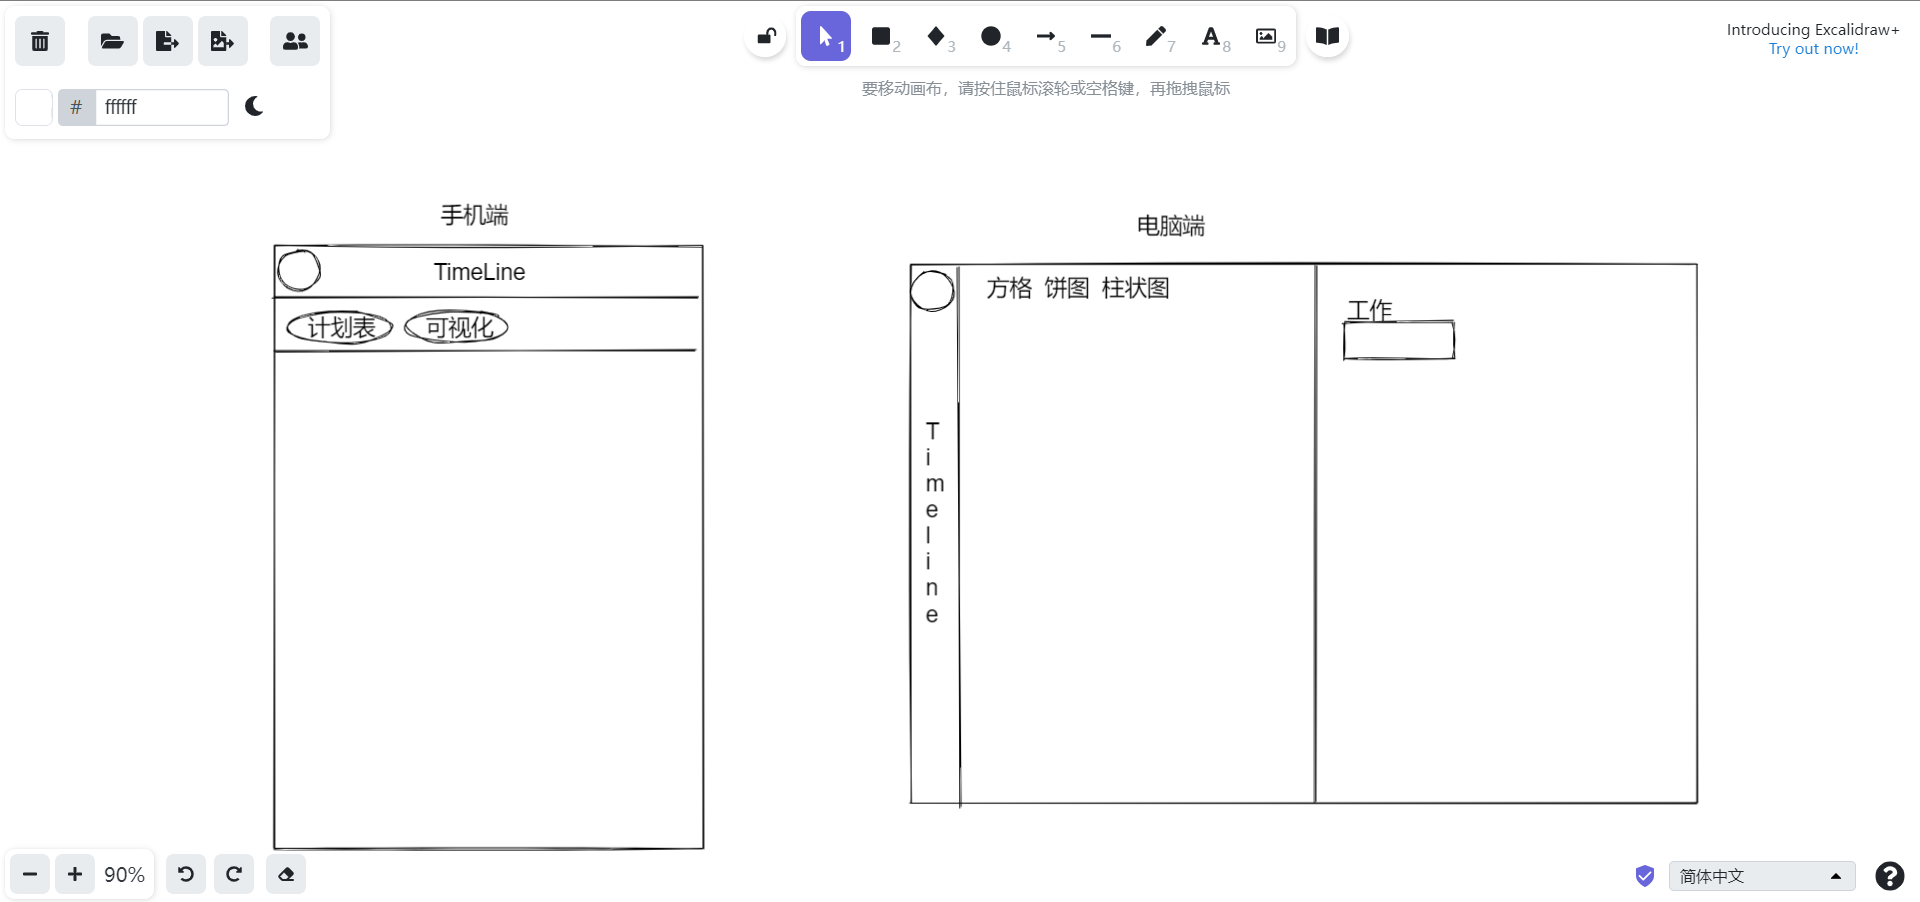 1
2
3
4
5
6
7
8
9
Introducing Excalidraw+
Try out now!
要移动画布，请按住鼠标滚轮或空格键，再拖拽鼠标
# ffffff
手机端
TimeLine
计划表 可视化
电脑端
方格 饼图 柱状图
工作
T
i
m
e
l
i
n
e
90%
简体中文